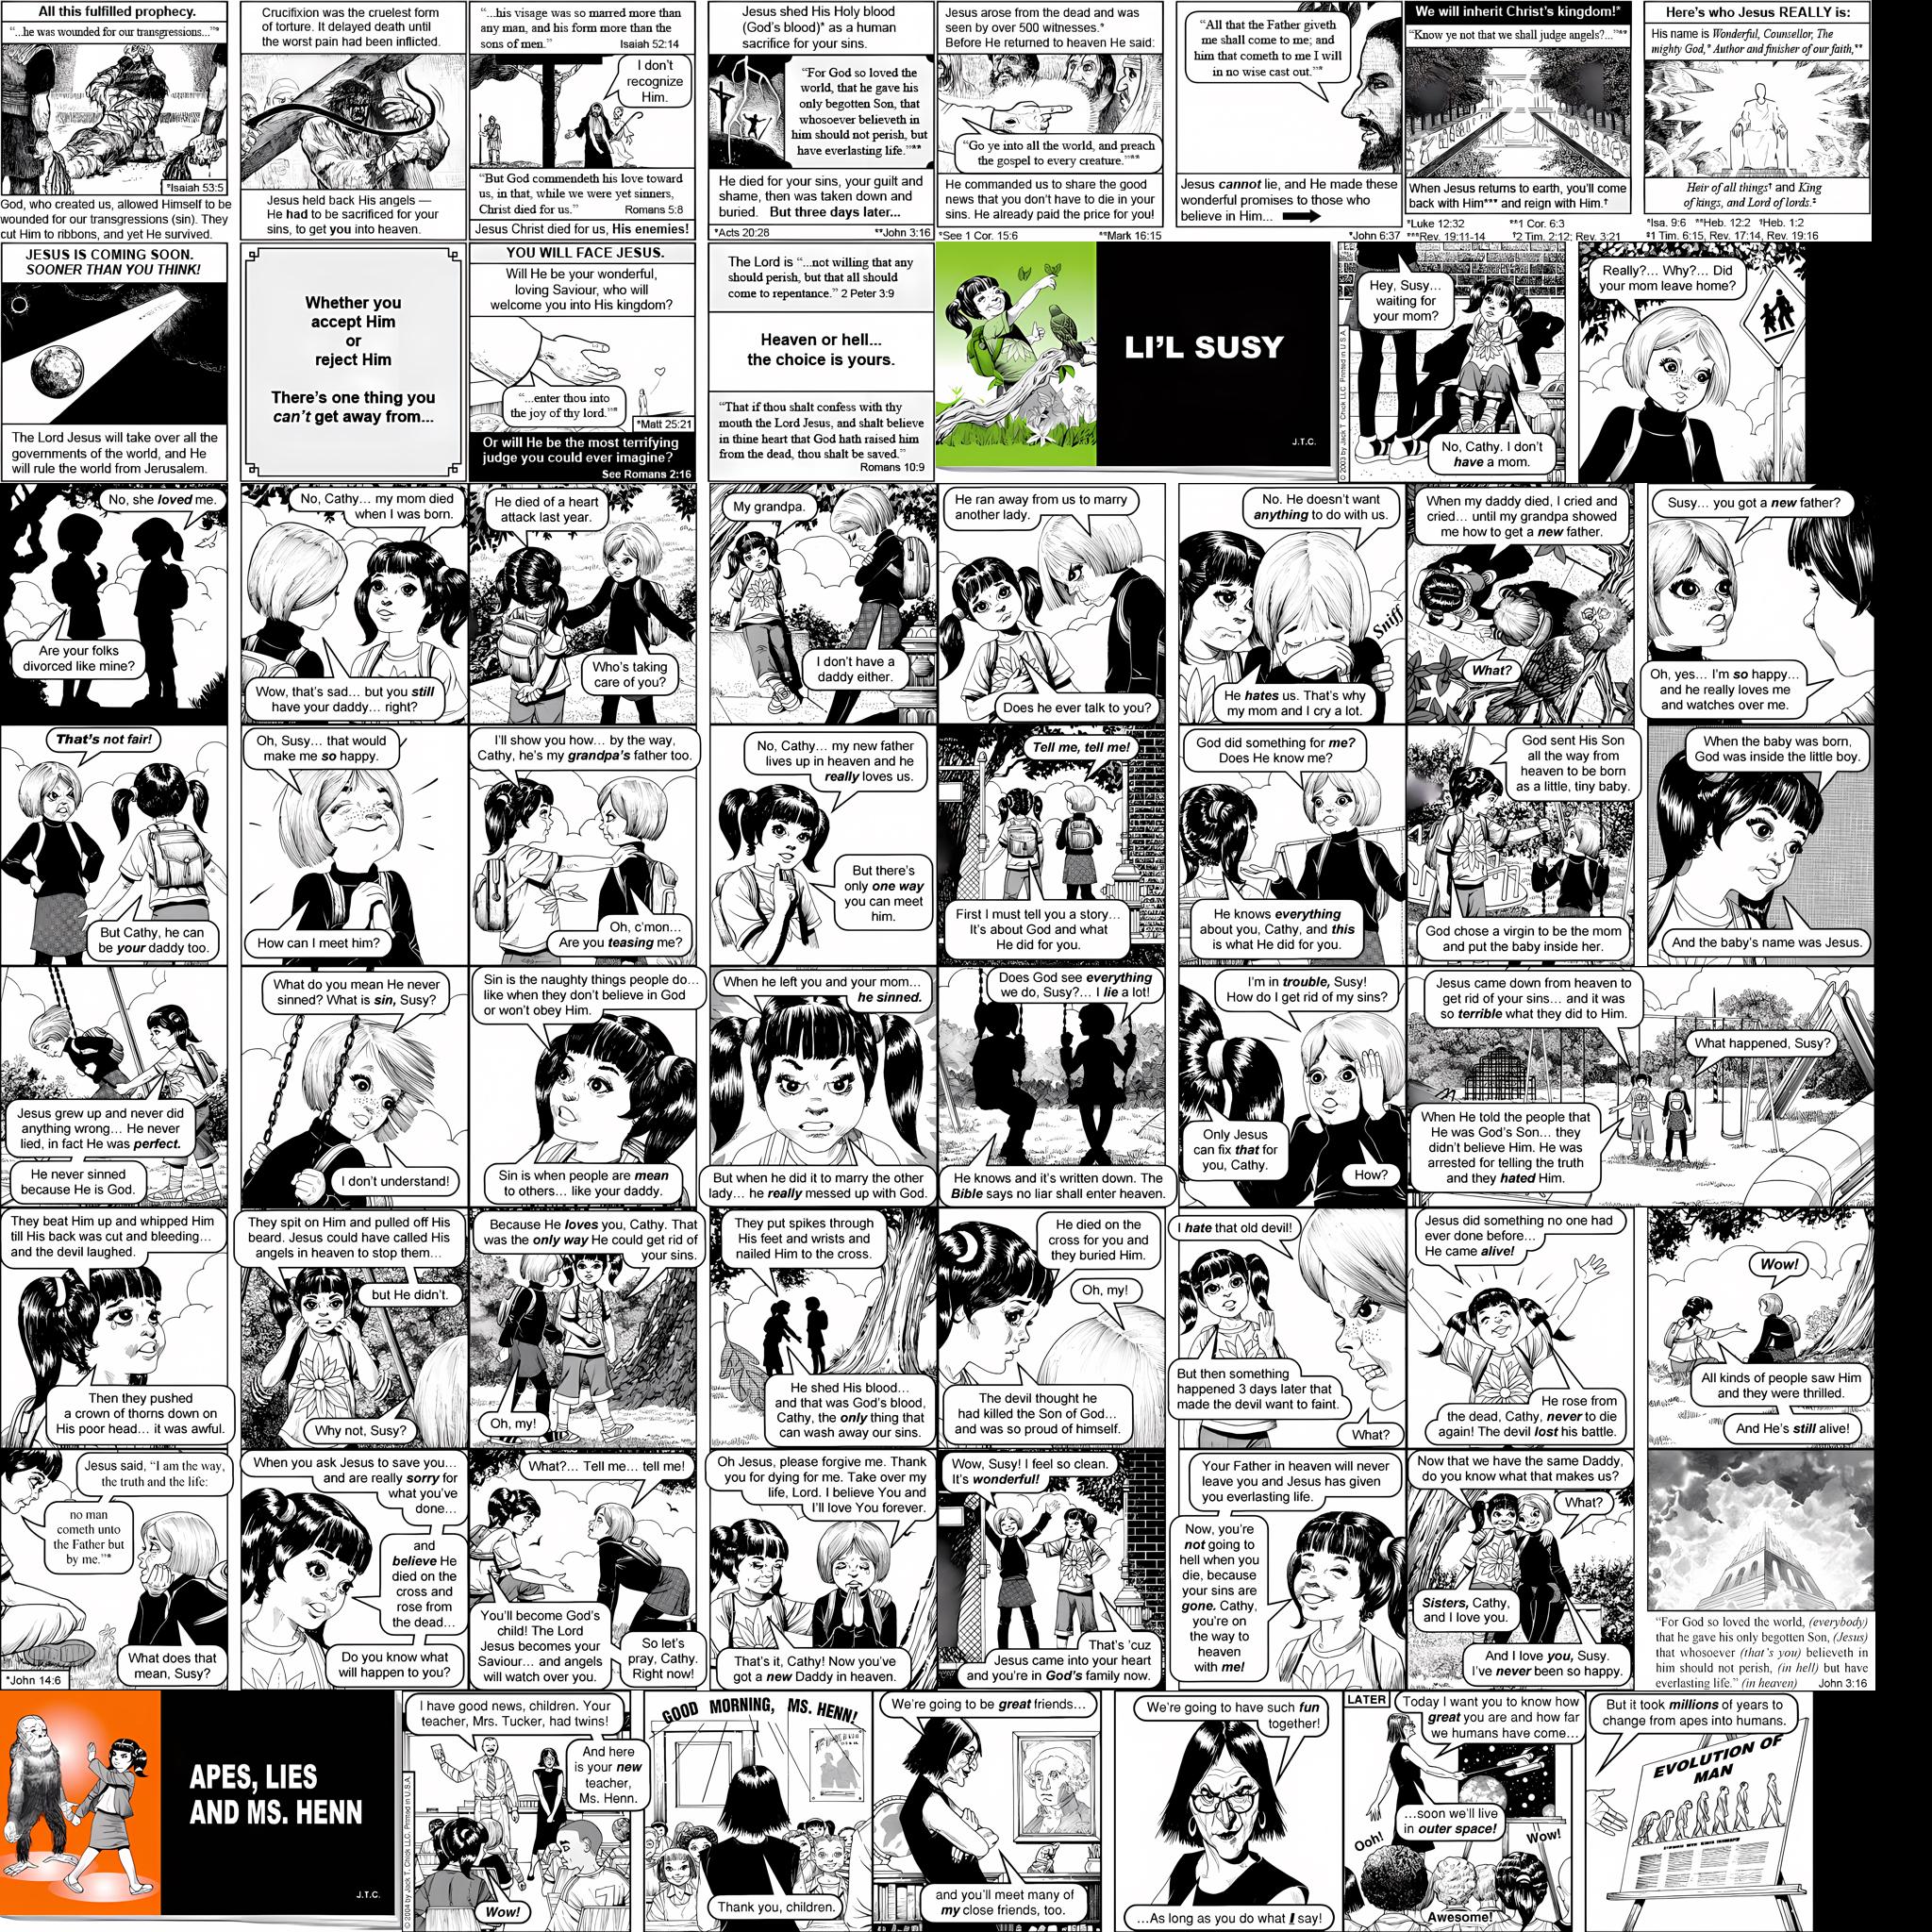 All this fulfilled prophecy.
"...he was wounded for our transgressions..."*
*Isaiah 53:5
God, who created us, allowed Himself to be
wounded for our transgressions (sin). They
cut Him to ribbons, and yet He survived.
Crucifixion was the cruelest form
of torture. It delayed death until
the worst pain had been inflicted.
Jesus held back His angels —
He had to be sacrificed for your
sins, to get you into heaven.
"...his visage was so marred more than
any man, and his form more than the
sons of men." Isaiah 52:14
I don't
recognize
Him.
"But God commendeth his love toward
us, in that, while we were yet sinners,
Christ died for us." Romans 5:8
Jesus Christ died for us, His enemies!
Jesus shed His Holy blood
(God's blood)* as a human
sacrifice for your sins.
"For God so loved the
world, that he gave his
only begotten Son, that
whosoever believeth in
him should not perish, but
have everlasting life."**
He died for your sins, your guilt and
shame, then was taken down and
buried. But three days later...
*Acts 20:28 **John 3:16
Jesus arose from the dead and was
seen by over 500 witnesses.*
Before He returned to heaven He said:
"Go ye into all the world, and preach
the gospel to every creature."**
He commanded us to share the good
news that you don't have to die in your
sins. He already paid the price for you!
*See 1 Cor. 15:6 **Mark 16:15
"All that the Father giveth
me shall come to me; and
him that cometh to me I will
in no wise cast out."*
Jesus cannot lie, and He made these
wonderful promises to those who
believe in Him...
*John 6:37
We will inherit Christ's kingdom!*
"Know ye not that we shall judge angels?..."**
When Jesus returns to earth, you'll come
back with Him*** and reign with Him.†
*Luke 12:32 **1 Cor. 6:3
***Rev. 19:11-14 †2 Tim. 2:12; Rev. 3:21
Here's who Jesus REALLY is:
His name is Wonderful, Counsellor, The
mighty God,* Author and finisher of our faith,**
Heir of all things† and King
of kings, and Lord of lords.‡
*Isa. 9:6 **Heb. 12:2 †Heb. 1:2
‡1 Tim. 6:15, Rev. 17:14, Rev. 19:16
JESUS IS COMING SOON.
SOONER THAN YOU THINK!
The Lord Jesus will take over all the
governments of the world, and He
will rule the world from Jerusalem.
Whether you
accept Him
or
reject Him
There's one thing you
can't get away from...
YOU WILL FACE JESUS.
Will He be your wonderful,
loving Saviour, who will
welcome you into His kingdom?
"...enter thou into
the joy of thy lord."*
*Matt 25:21
Or will He be the most terrifying
judge you could ever imagine?
See Romans 2:16
The Lord is "...not willing that any
should perish, but that all should
come to repentance." 2 Peter 3:9
Heaven or hell...
the choice is yours.
"That if thou shalt confess with thy
mouth the Lord Jesus, and shalt believe
in thine heart that God hath raised him
from the dead, thou shalt be saved."
Romans 10:9
LI'L SUSY
J.T.C.
© 2003 by Jack T. Chick LLC. Printed in U.S.A.
Hey, Susy...
waiting for
your mom?
No, Cathy. I don't
have a mom.
Really?... Why?... Did
your mom leave home?
No, she loved me.
Are your folks
divorced like mine?
No, Cathy... my mom died
when I was born.
Wow, that's sad... but you still
have your daddy... right?
He died of a heart
attack last year.
Who's taking
care of you?
My grandpa.
I don't have a
daddy either.
He ran away from us to marry
another lady.
Does he ever talk to you?
No. He doesn't want
anything to do with us.
Sniff
He hates us. That's why
my mom and I cry a lot.
When my daddy died, I cried and
cried... until my grandpa showed
me how to get a new father.
What?
Susy... you got a new father?
Oh, yes... I'm so happy...
and he really loves me
and watches over me.
That's not fair!
But Cathy, he can
be your daddy too.
Oh, Susy... that would
make me so happy.
How can I meet him?
I'll show you how... by the way,
Cathy, he's my grandpa's father too.
Oh, c'mon...
Are you teasing me?
No, Cathy... my new father
lives up in heaven and he
really loves us.
But there's
only one way
you can meet
him.
Tell me, tell me!
First I must tell you a story...
It's about God and what
He did for you.
God did something for me?
Does He know me?
He knows everything
about you, Cathy, and this
is what He did for you.
God sent His Son
all the way from
heaven to be born
as a little, tiny baby.
God chose a virgin to be the mom
and put the baby inside her.
When the baby was born,
God was inside the little boy.
And the baby's name was Jesus.
Jesus grew up and never did
anything wrong... He never
lied, in fact He was perfect.
He never sinned
because He is God.
What do you mean He never
sinned? What is sin, Susy?
I don't understand!
Sin is the naughty things people do...
like when they don't believe in God
or won't obey Him.
Sin is when people are mean
to others... like your daddy.
When he left you and your mom...
he sinned.
But when he did it to marry the other
lady... he really messed up with God.
Does God see everything
we do, Susy?... I lie a lot!
He knows and it's written down. The
Bible says no liar shall enter heaven.
I'm in trouble, Susy!
How do I get rid of my sins?
Only Jesus
can fix that for
you, Cathy.
How?
Jesus came down from heaven to
get rid of your sins... and it was
so terrible what they did to Him.
What happened, Susy?
When He told the people that
He was God's Son... they
didn't believe Him. He was
arrested for telling the truth
and they hated Him.
They beat Him up and whipped Him
till His back was cut and bleeding...
and the devil laughed.
Then they pushed
a crown of thorns down on
His poor head... it was awful.
They spit on Him and pulled off His
beard. Jesus could have called His
angels in heaven to stop them...
but He didn't.
Why not, Susy?
Because He loves you, Cathy. That
was the only way He could get rid of
your sins.
Oh, my!
They put spikes through
His feet and wrists and
nailed Him to the cross.
He shed His blood...
and that was God's blood,
Cathy, the only thing that
can wash away our sins.
He died on the
cross for you and
they buried Him.
Oh, my!
The devil thought he
had killed the Son of God...
and was so proud of himself.
I hate that old devil!
But then something
happened 3 days later that
made the devil want to faint.
What?
Jesus did something no one had
ever done before...
He came alive!
He rose from
the dead, Cathy, never to die
again! The devil lost his battle.
Wow!
All kinds of people saw Him
and they were thrilled.
And He's still alive!
Jesus said, "I am the way,
the truth and the life:
no man
cometh unto
the Father but
by me."*
What does that
mean, Susy?
*John 14:6
When you ask Jesus to save you...
and are really sorry for
what you've
done...
and
believe He
died on the
cross and
rose from
the dead...
Do you know what
will happen to you?
What?... Tell me... tell me!
You'll become God's
child! The Lord
Jesus becomes your
Saviour... and angels
will watch over you.
So let's
pray, Cathy.
Right now!
Oh Jesus, please forgive me. Thank
you for dying for me. Take over my
life, Lord. I believe You and
I'll love You forever.
That's it, Cathy! Now you've
got a new Daddy in heaven.
Wow, Susy! I feel so clean.
It's wonderful!
That's 'cuz
Jesus came into your heart
and you're in God's family now.
Your Father in heaven will never
leave you and Jesus has given
you everlasting life.
Now, you're
not going to
hell when you
die, because
your sins are
gone. Cathy,
you're on
the way to
heaven
with me!
Now that we have the same Daddy,
do you know what that makes us?
What?
Sisters, Cathy,
and I love you.
And I love you, Susy.
I've never been so happy.
"For God so loved the world, (everybody)
that he gave his only begotten Son, (Jesus)
that whosoever (that's you) believeth in
him should not perish, (in hell) but have
everlasting life." (in heaven) John 3:16
APES, LIES
AND MS. HENN
J.T.C.
© 2004 by Jack T. Chick LLC. Printed in U.S.A.
I have good news, children. Your
teacher, Mrs. Tucker, had twins!
And here
is your new
teacher,
Ms. Henn.
Wow!
GOOD MORNING, MS. HENN!
Thank you, children.
We're going to be great friends...
and you'll meet many of
my close friends, too.
We're going to have such fun
together!
...As long as you do what I say!
LATER
Today I want you to know how
great you are and how far
we humans have come...
...soon we'll live
in outer space!
Ooh!
Wow!
Awesome!
But it took millions of years to
change from apes into humans.
EVOLUTION OF
MAN